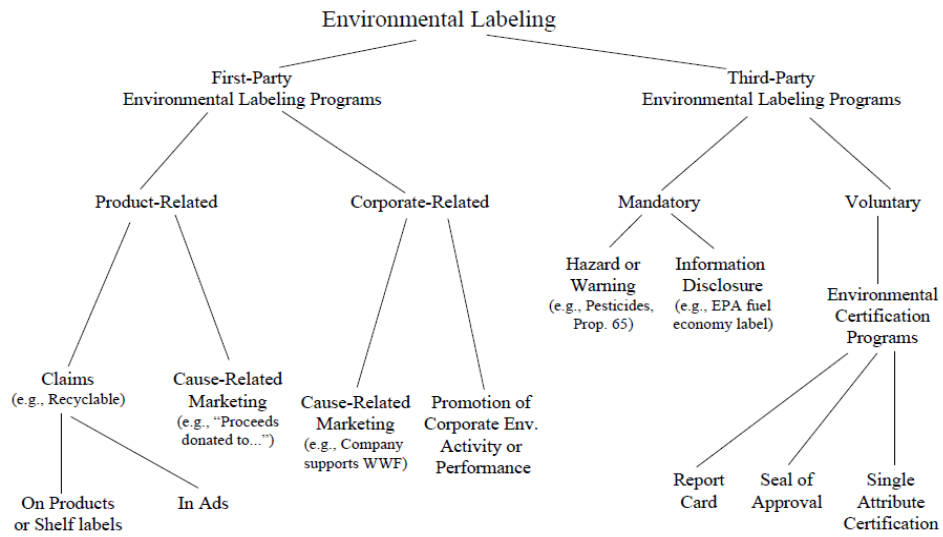 Environmental Labeling
First-Party
Environmental Labeling Programs
Third-Party
Environmental Labeling Programs
Product-Related
Corporate-Related
Mandatory
Voluntary
Hazard or
Warning
(e.g., Pesticides,
Prop. 65)
Information
Disclosure
(e.g., EPA fuel
economy label)
Environmental
Certification
Programs
Claims
(e.g., Recyclable)
Cause-Related
Marketing
(e.g., “Proceeds
donated to...”)
Cause-Related
Marketing
(e.g., Company
supports WWF)
Promotion of
Corporate Env.
Activity or
Performance
On Products
or Shelf labels
In Ads
Report
Card
Seal of
Approval
Single
Attribute
Certification